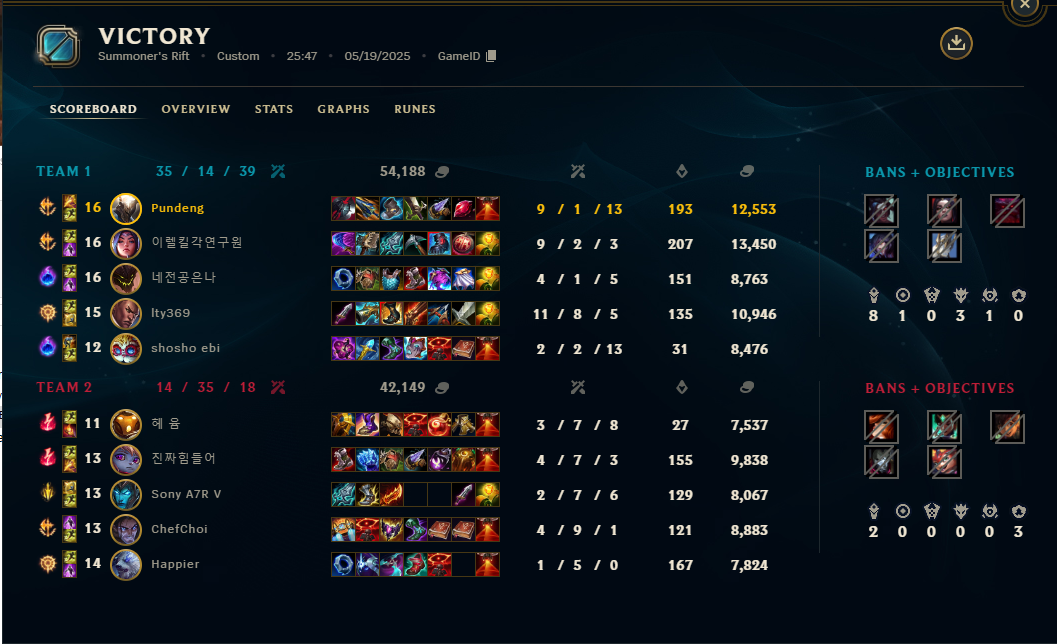 VICTORY
Summoner's Rift • Custom • 25:47 • 05/19/2025 • GameID
SCOREBOARD OVERVIEW STATS GRAPHS RUNES
TEAM 1 35 / 14 / 39 54,188 BANS + OBJECTIVES
16 Pundeng 9 / 1 / 13 193 12,553
16 이렐킬각연구원 9 / 2 / 3 207 13,450
16 네전공은나 4 / 1 / 5 151 8,763
15 lty369 11 / 8 / 5 135 10,946
8 1 0 3 1 0
12 shosho ebi 2 / 2 / 13 31 8,476
TEAM 2 14 / 35 / 18 42,149 BANS + OBJECTIVES
11 헤 윰 3 / 7 / 8 27 7,537
13 진짜힘들어 4 / 7 / 3 155 9,838
13 Sony A7R V 2 / 7 / 6 129 8,067
13 ChefChoi 4 / 9 / 1 121 8,883
2 0 0 0 0 3
14 Happier 1 / 5 / 0 167 7,824